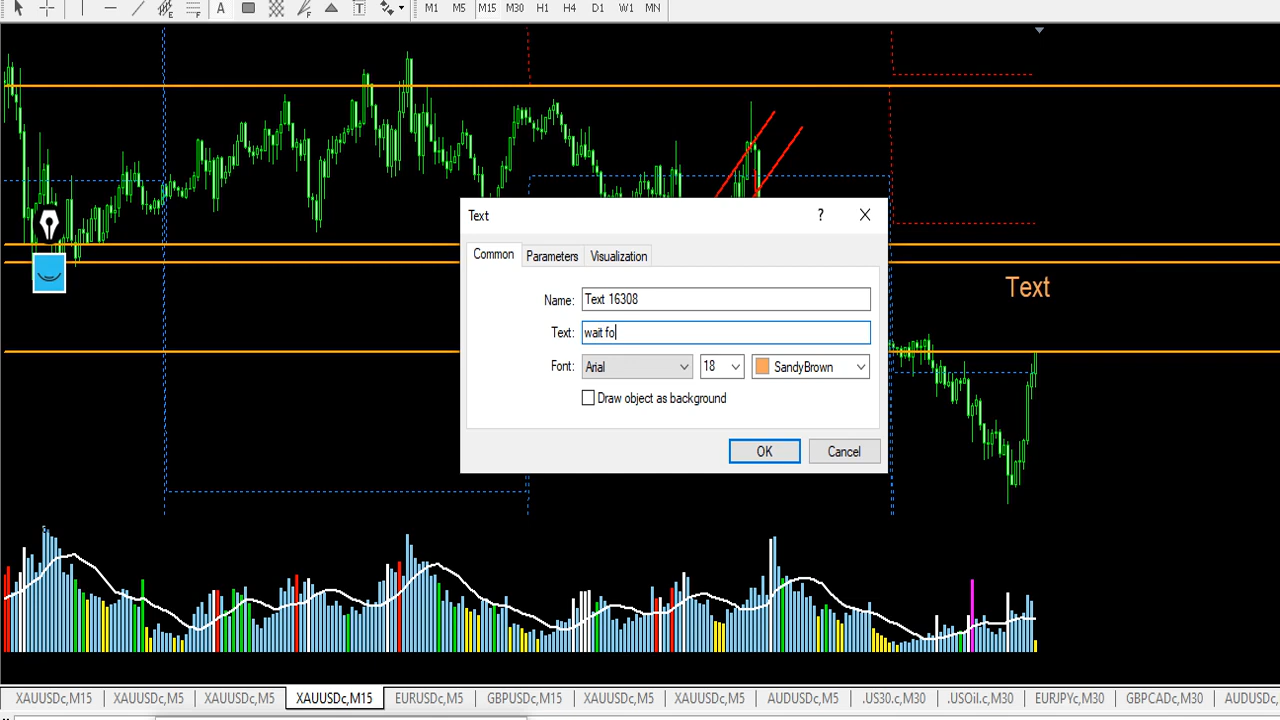 A
T
M1 M5 M15 M30 H1 H4 D1 W1 MN
Text ?
Common Parameters Visualization
Name: Text 16308
Text: wait fo
Font: Arial 18 SandyBrown
Draw object as background
OK Cancel
Text
XAUUSDc,M15 XAUUSDc,M5 XAUUSDc,M5 XAUUSDc,M15 EURUSDc,M5 GBPUSDc,M15 XAUUSDc,M5 XAUUSDc,M5 AUDUSDc,M5 .US30.c,M30 .USOil.c,M30 EURJPYc,M30 GBPCADc,M30 AUDUSDc,